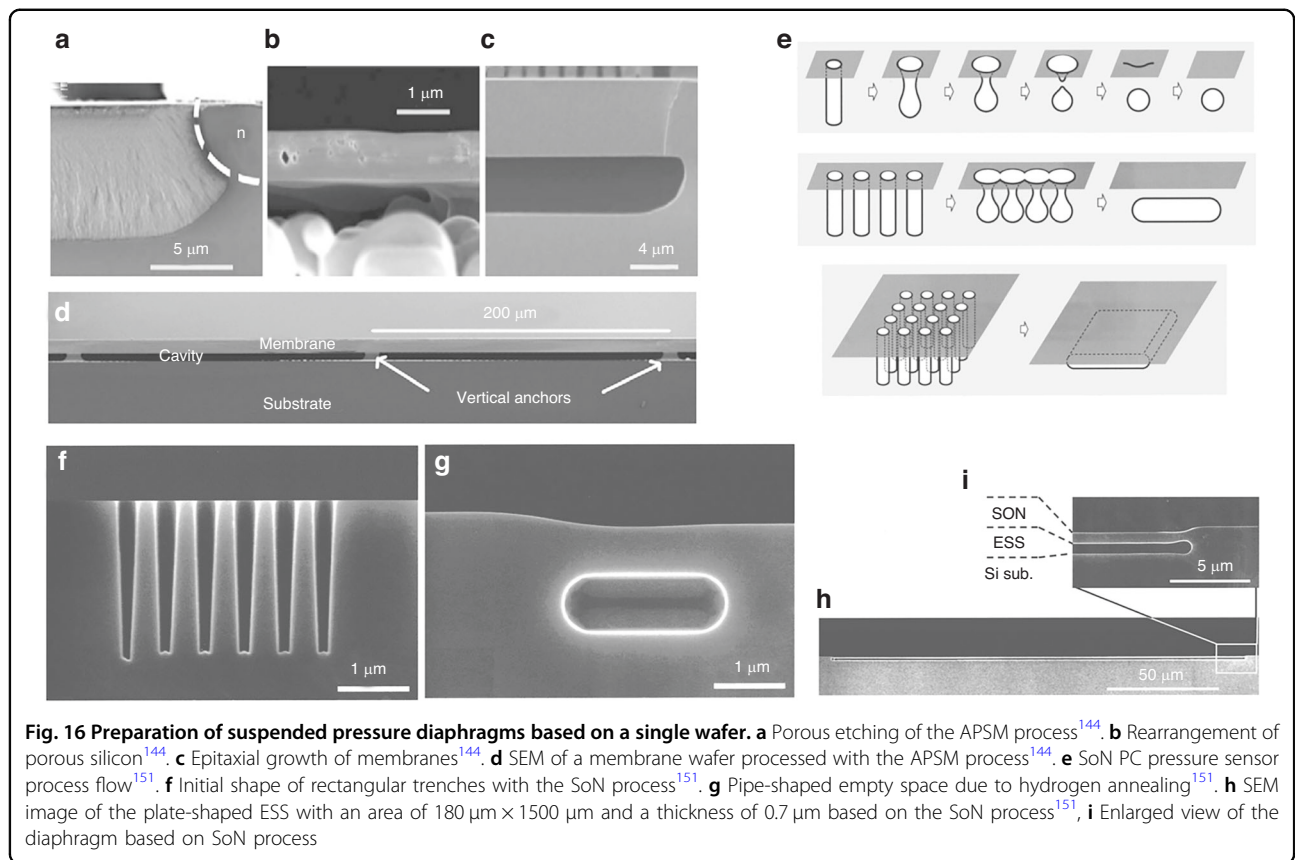 a
n
5 µm
b
1 µm
c
4 µm
d
200 µm
Membrane
Cavity
Vertical anchors
Substrate
e
f
1 µm
g
1 µm
i
SON
ESS
Si sub.
5 µm
h
50 µm
Fig. 16 Preparation of suspended pressure diaphragms based on a single wafer. a Porous etching of the APSM process144. b Rearrangement of
porous silicon144. c Epitaxial growth of membranes144. d SEM of a membrane wafer processed with the APSM process144. e SoN PC pressure sensor
process flow151. f Initial shape of rectangular trenches with the SoN process151. g Pipe-shaped empty space due to hydrogen annealing151. h SEM
image of the plate-shaped ESS with an area of 180 µm × 1500 µm and a thickness of 0.7 µm based on the SoN process151, i Enlarged view of the
diaphragm based on SoN process